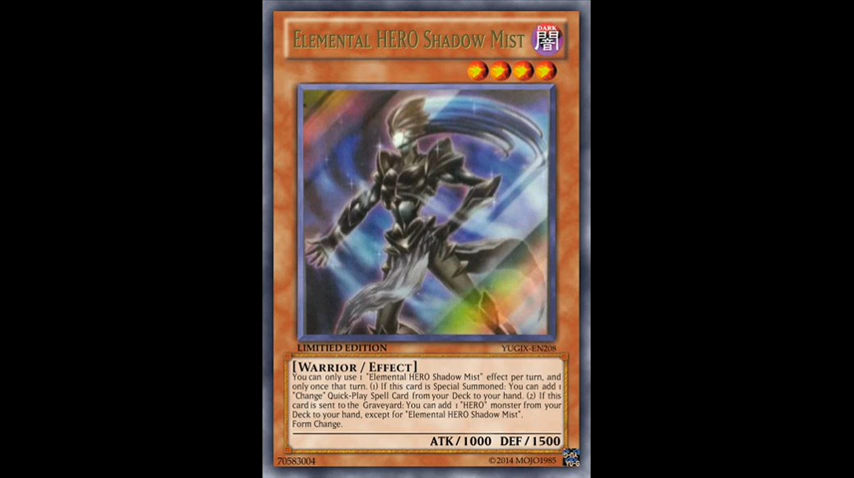 ELEMENTAL HERO SHADOW MIST
DARK
闇
LIMITED EDITION
YUGIX-EN208
[WARRIOR / EFFECT]
You can only use 1 "Elemental HERO Shadow Mist" effect per turn, and
only once that turn. (1) If this card is Special Summoned: You can add 1
"Change" Quick-Play Spell Card from your Deck to your hand. (2) If this
card is sent to the Graveyard: You can add 1 "HERO" monster from your
Deck to your hand, except for "Elemental HERO Shadow Mist".
Form Change.
ATK / 1000 DEF / 1500
70583004
©2014 MOJO1985